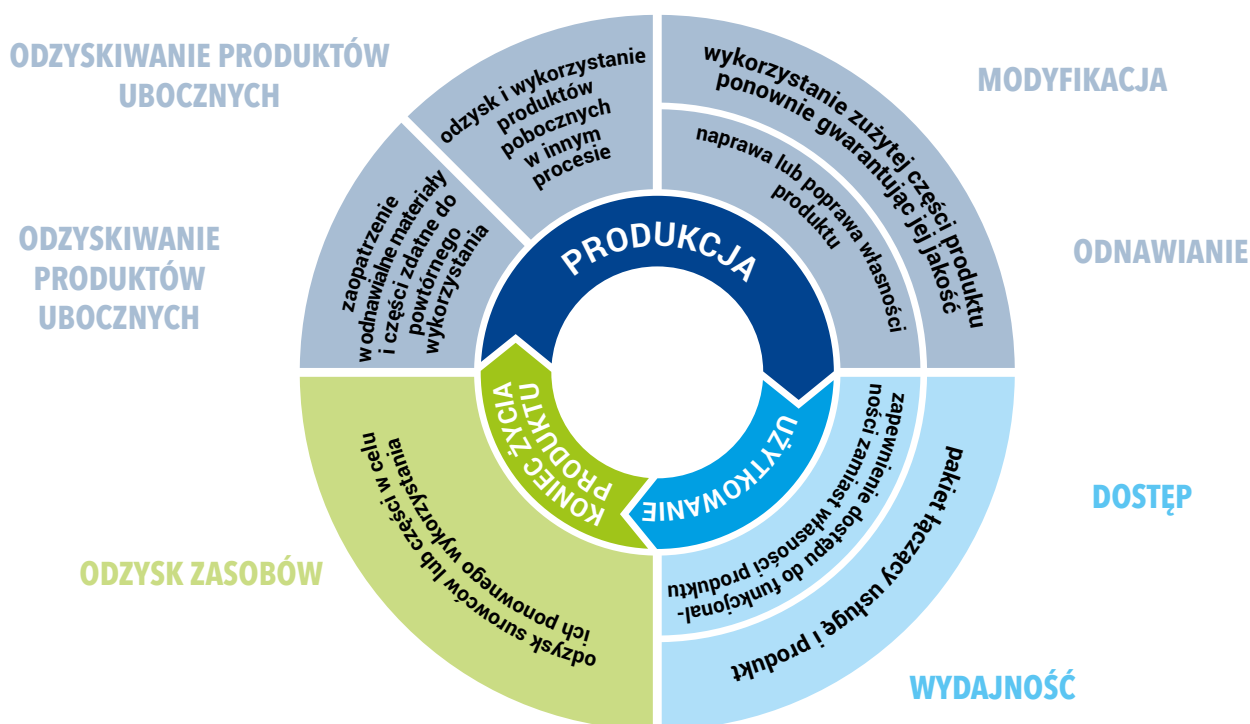 ODZYSKIWANIE PRODUKTÓW
UBOCZNYCH
MODYFIKACJA
ODZYSKIWANIE
PRODUKTÓW
UBOCZNYCH
ODNAWIANIE
DOSTĘP
ODZYSK ZASOBÓW
WYDAJNOŚĆ
odzysk i wykorzystanie
produktów
pobocznych
w innym
procesie
wykorzystanie zużytej części produktu
ponownie gwarantując jej jakość
naprawa lub poprawa własności
produktu
zaopatrzenie
w odnawialne materiały
i części zdatne do
powtórnego
wykorzystania
PRODUKCJA
UŻYTKOWANIE
KONIEC ŻYCIA
PRODUKTU
zapewnienie dostępu do funkcjonal-
ności zamiast własności produktu
pakiet łączący usługę i produkt
odzysk surowców lub części w celu
ich ponownego wykorzystania